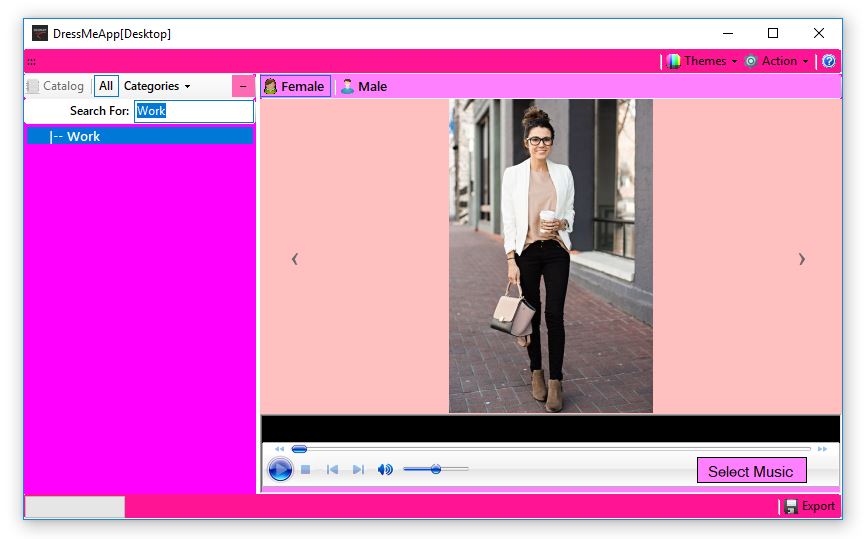 DressMeApp[Desktop]
Themes Action
Catalog All Categories
Female Male
Search For: Work
|-- Work
Select Music
Export